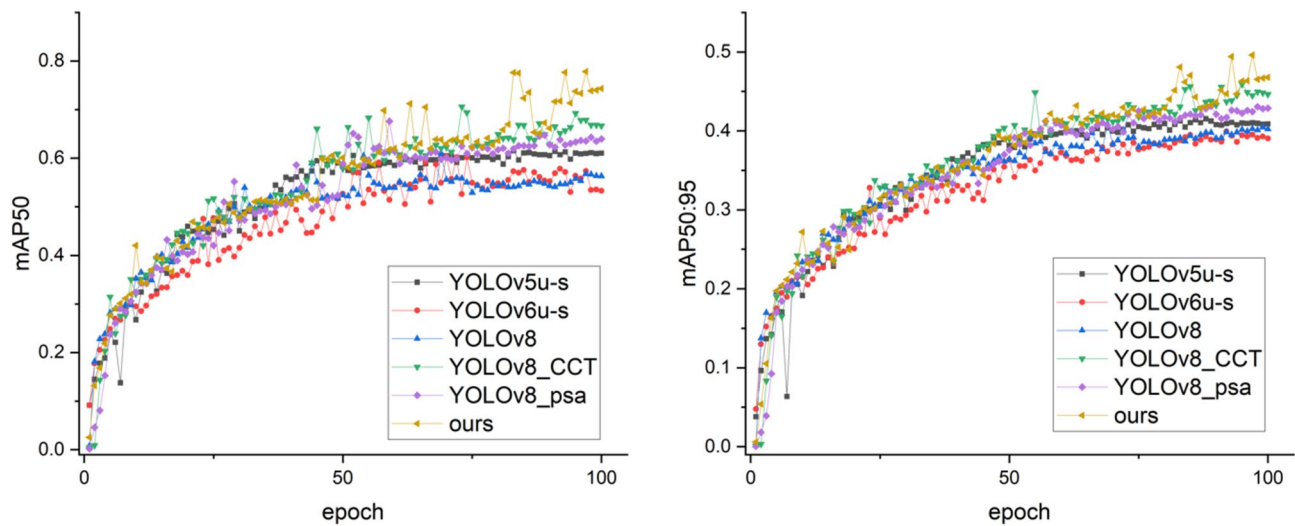 mAP50
0.8
0.6
0.4
0.2
0.0
0
50
100
epoch
YOLOv5u-s
YOLOv6u-s
YOLOv8
YOLOv8_CCT
YOLOv8_psa
ours
mAP50:95
0.5
0.4
0.3
0.2
0.1
0.0
0
50
100
epoch
YOLOv5u-s
YOLOv6u-s
YOLOv8
YOLOv8_CCT
YOLOv8_psa
ours